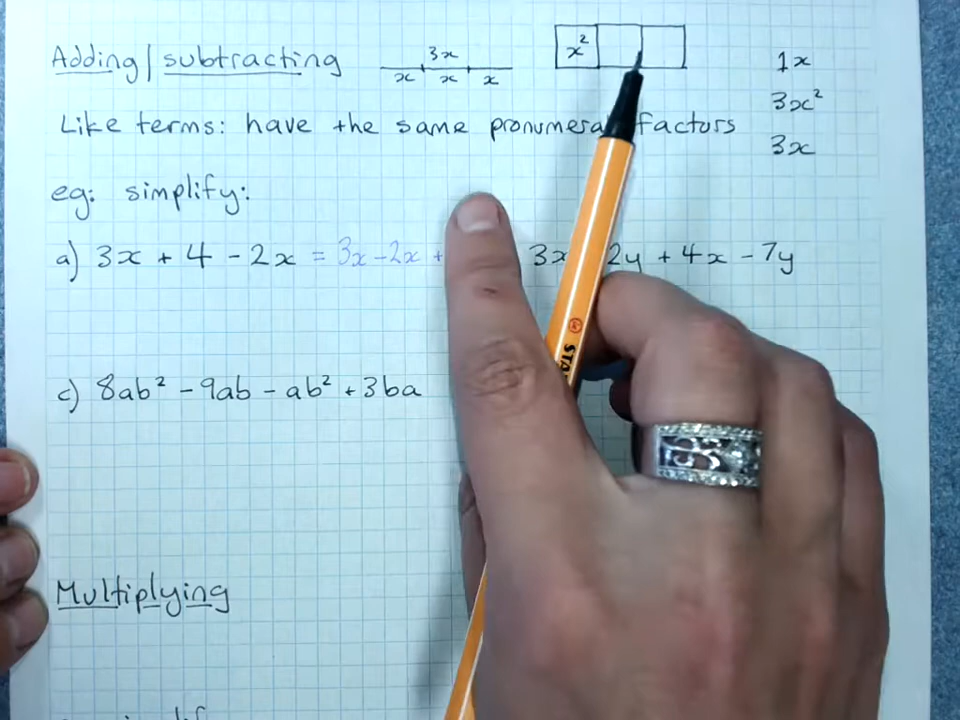 Adding/subtracting
3x
x x x
x²
1x
3x²
3x
Like terms: have the same factors
eg: simplify:
a) 3x + 4 - 2x = 3x - 2x +
3x 2y + 4x - 7y
c) 8ab² - 9ab - ab² + 3ba
STA
Multiplying